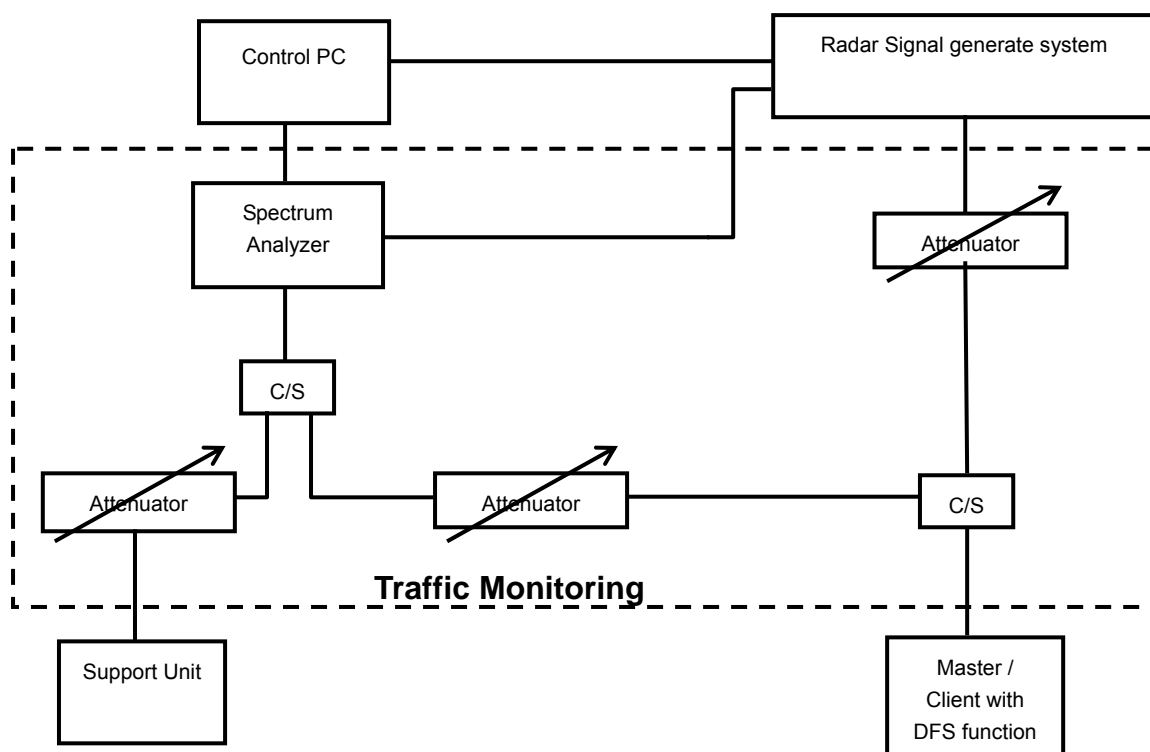 Control PC
Radar Signal generate system
Spectrum
Analyzer
Attenuator
C/S
Attenuator
Attenuator
C/S
Traffic Monitoring
Support Unit
Master /
Client with
DFS function